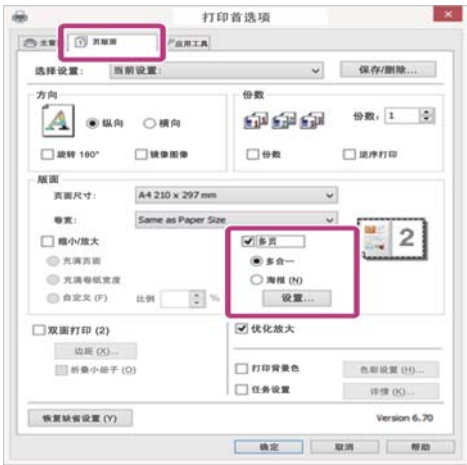 打印首选项
主窗
页版面
应用工具
选择设置：
当前设置：
保存/删除...
方向
纵向
横向
旋转 180°
镜像图像
份数
份数：
1
份数
逆序打印
版面
页面尺寸：
A4 210 x 297 mm
卷宽：
Same as Paper Size
缩小/放大
充满页面
充满卷纸宽度
自定义 (F)
比例
%
多页
多合一
海报 (N)
设置...
2
双面打印 (2)
边距 (X)...
折叠小册子 (O)
优化放大
打印背景色
色彩设置 (H)...
任务设置
详情 (K)...
恢复缺省设置 (Y)
Version 6.70
确定
取消
帮助